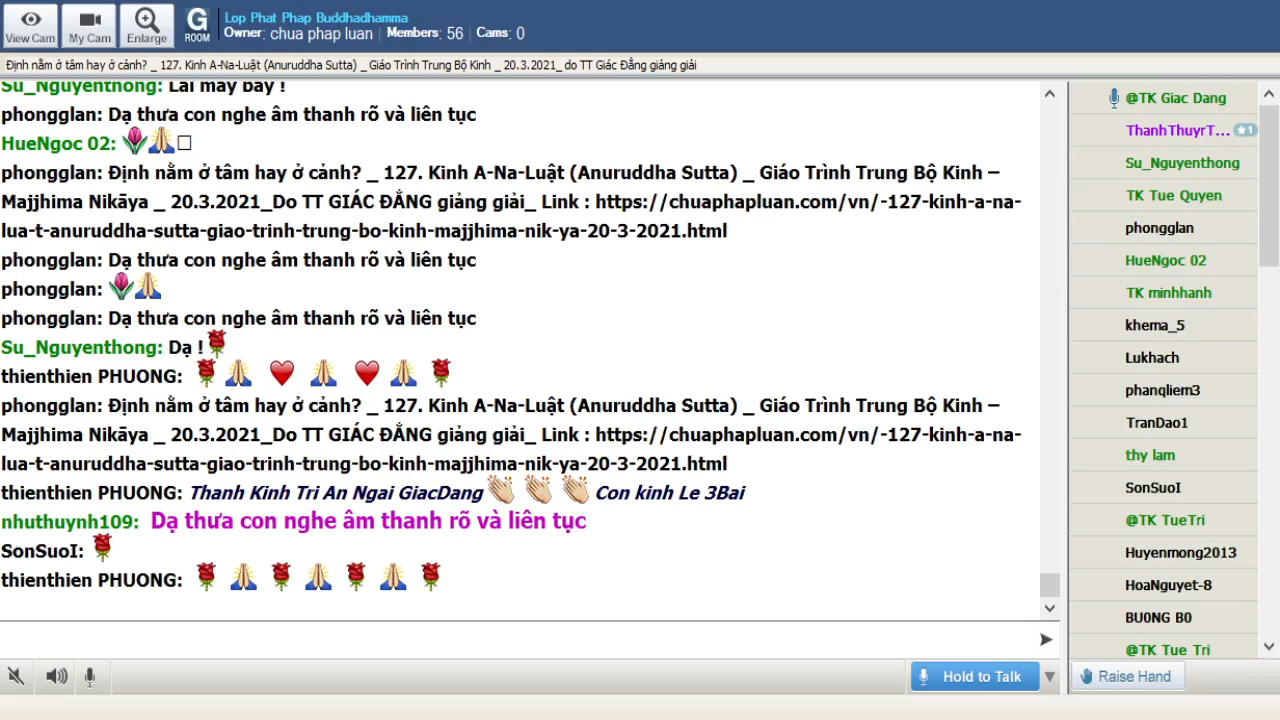 Lop Phat Phap Buddhadhamma
Owner: chua phap luan | Members: 56 | Cams: 0
View Cam
My Cam
Enlarge
G ROOM
Định nằm ở tâm hay ở cảnh? _ 127. Kinh A-Na-Luật (Anuruddha Sutta) _ Giáo Trình Trung Bộ Kinh _ 20.3.2021_ do TT Giác Đẳng giảng giải
Su_Nguyenthong: Lái máy bay !
phongglan: Dạ thưa con nghe âm thanh rõ và liên tục
HueNgoc 02: 🌷🙏□
phongglan: Định nằm ở tâm hay ở cảnh? _ 127. Kinh A-Na-Luật (Anuruddha Sutta) _ Giáo Trình Trung Bộ Kinh –
Majjhima Nikāya _ 20.3.2021_Do TT GIÁC ĐẲNG giảng giải_ Link : https://chuaphapluan.com/vn/-127-kinh-a-na-
lua-t-anuruddha-sutta-giao-trinh-trung-bo-kinh-majjhima-nik-ya-20-3-2021.html
phongglan: Dạ thưa con nghe âm thanh rõ và liên tục
phongglan: 🌷🙏
phongglan: Dạ thưa con nghe âm thanh rõ và liên tục
Su_Nguyenthong: Dạ !🌹
thienthien PHUONG: 🌹🙏 ❤️ 🙏 ❤️ 🙏 🌹
phongglan: Định nằm ở tâm hay ở cảnh? _ 127. Kinh A-Na-Luật (Anuruddha Sutta) _ Giáo Trình Trung Bộ Kinh –
Majjhima Nikāya _ 20.3.2021_Do TT GIÁC ĐẲNG giảng giải_ Link : https://chuaphapluan.com/vn/-127-kinh-a-na-
lua-t-anuruddha-sutta-giao-trinh-trung-bo-kinh-majjhima-nik-ya-20-3-2021.html
thienthien PHUONG: Thanh Kinh Tri An Ngai GiacDang 👏 👏 👏 Con kinh Le 3Bai
nhuthuynh109: Dạ thưa con nghe âm thanh rõ và liên tục
SonSuoI: 🌹
thienthien PHUONG: 🌹 🙏 🌹 🙏 🌹 🙏 🌹
Hold to Talk
@TK Giac Dang
ThanhThuyrT... ★1
Su_Nguyenthong
TK Tue Quyen
phongglan
HueNgoc 02
TK minhhanh
khema_5
Lukhach
phanqliem3
TranDao1
thy lam
SonSuoI
@TK TueTri
Huyenmong2013
HoaNguyet-8
BU0NG B0
@TK Tue Tri
Raise Hand